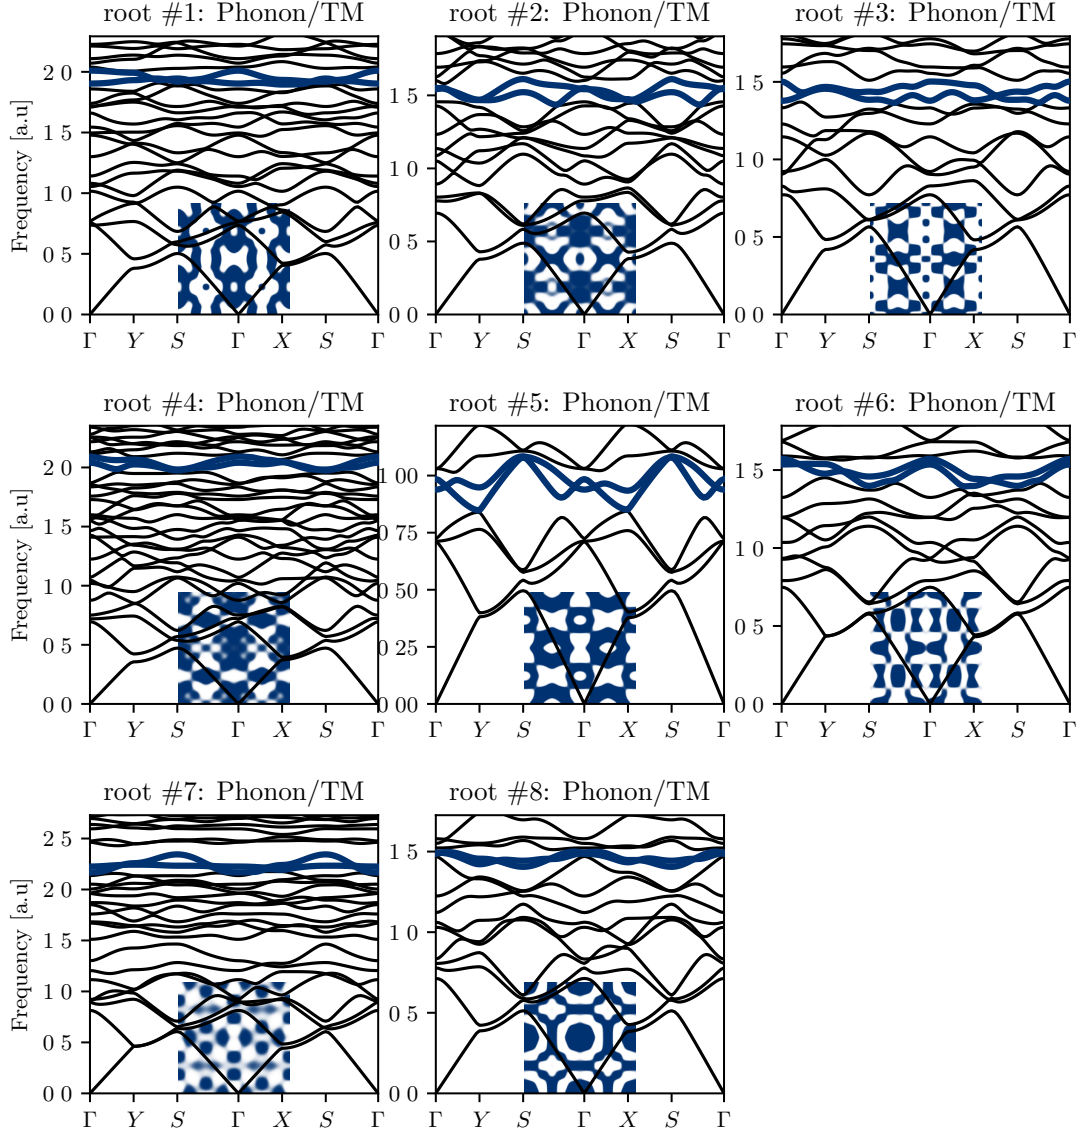 root #1: Phonon/TM
root #2: Phonon/TM
root #3: Phonon/TM
Frequency [a.u]
2 0
1 5
1 0
0 5
0 0
1 5
1 0
0 5
0 0
1 5
1 0
0 5
0 0
Γ Y S Γ X S Γ
Γ Y S Γ X S Γ
Γ Y S Γ X S Γ
root #4: Phonon/TM
root #5: Phonon/TM
root #6: Phonon/TM
Frequency [a.u]
2 0
1 5
1 0
0 5
0 0
1 00
0 75
0 50
0 25
0 00
1 5
1 0
0 5
0 0
Γ Y S Γ X S Γ
Γ Y S Γ X S Γ
Γ Y S Γ X S Γ
root #7: Phonon/TM
root #8: Phonon/TM
Frequency [a.u]
2 5
2 0
1 5
1 0
0 5
0 0
1 5
1 0
0 5
0 0
Γ Y S Γ X S Γ
Γ Y S Γ X S Γ